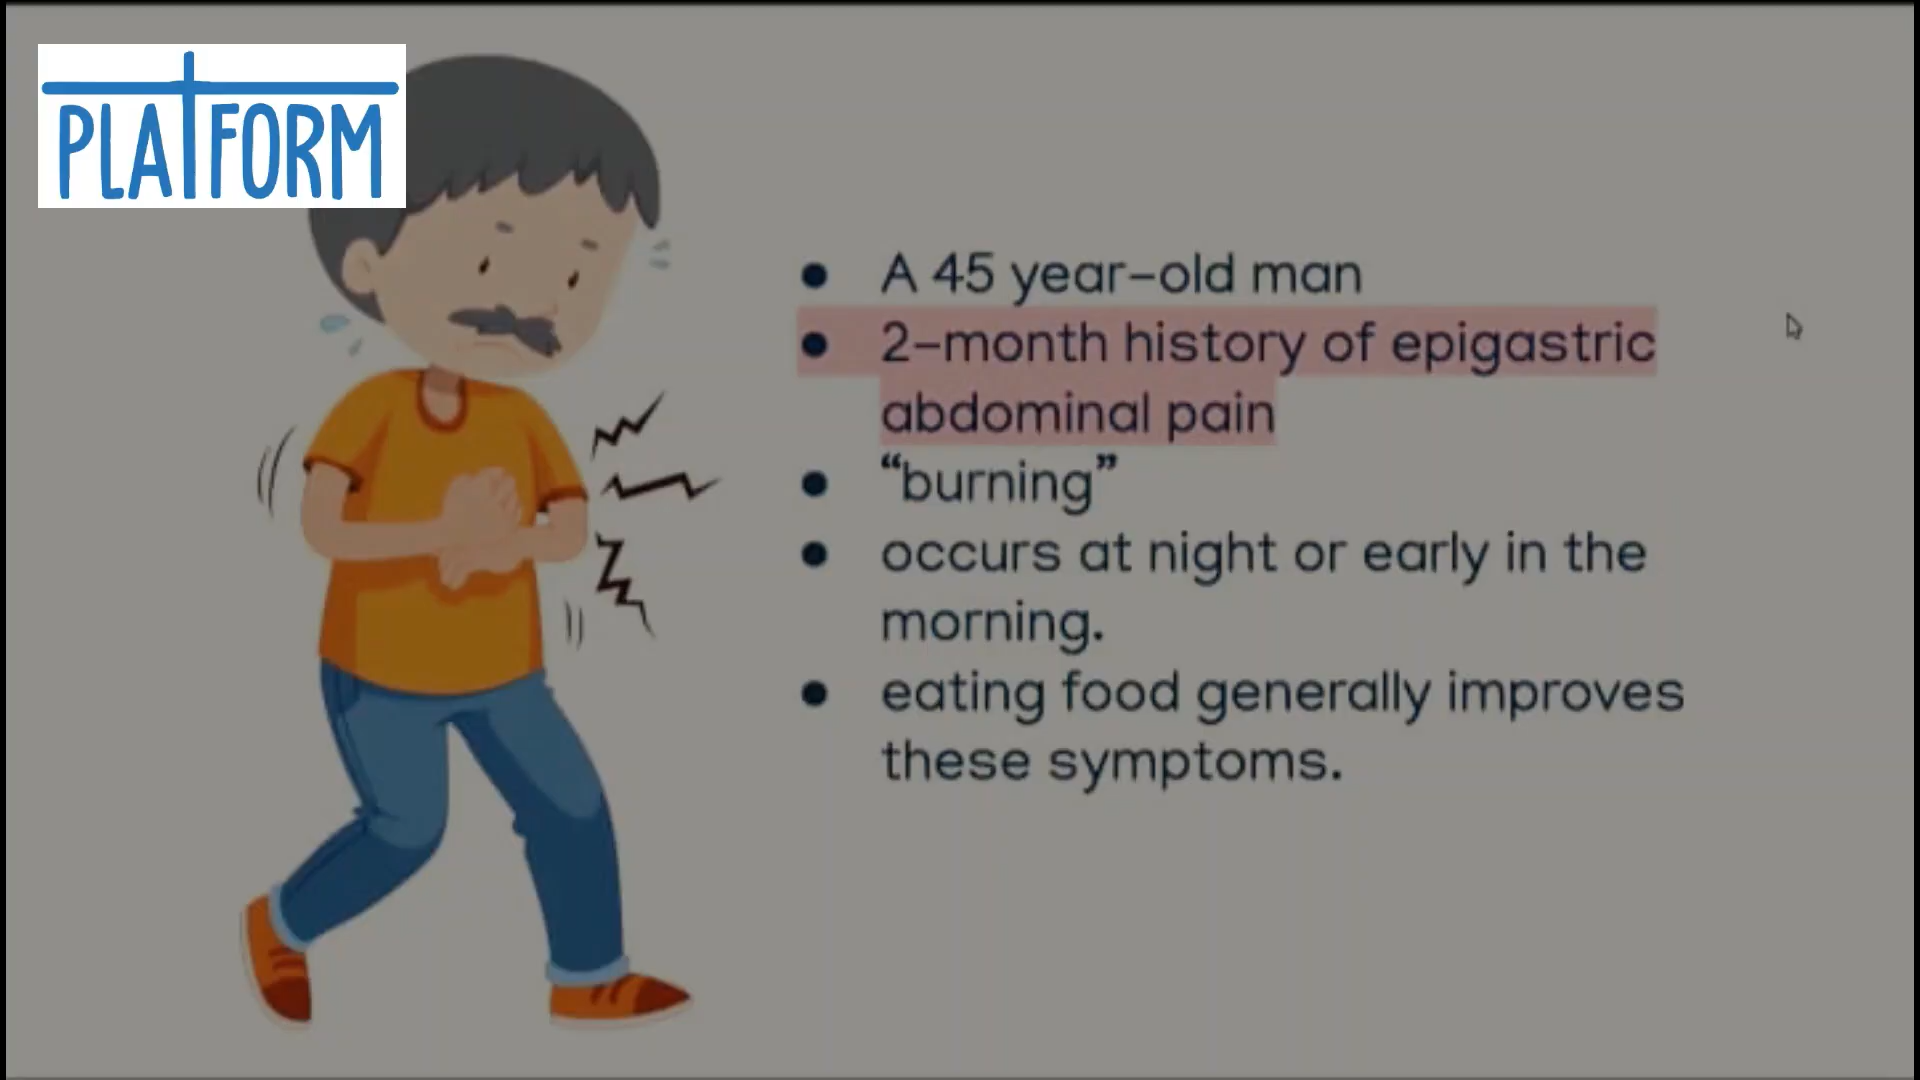 PLATFORM
• A 45 year-old man
• 2-month history of epigastric
abdominal pain
• “burning”
• occurs at night or early in the
morning.
• eating food generally improves
these symptoms.